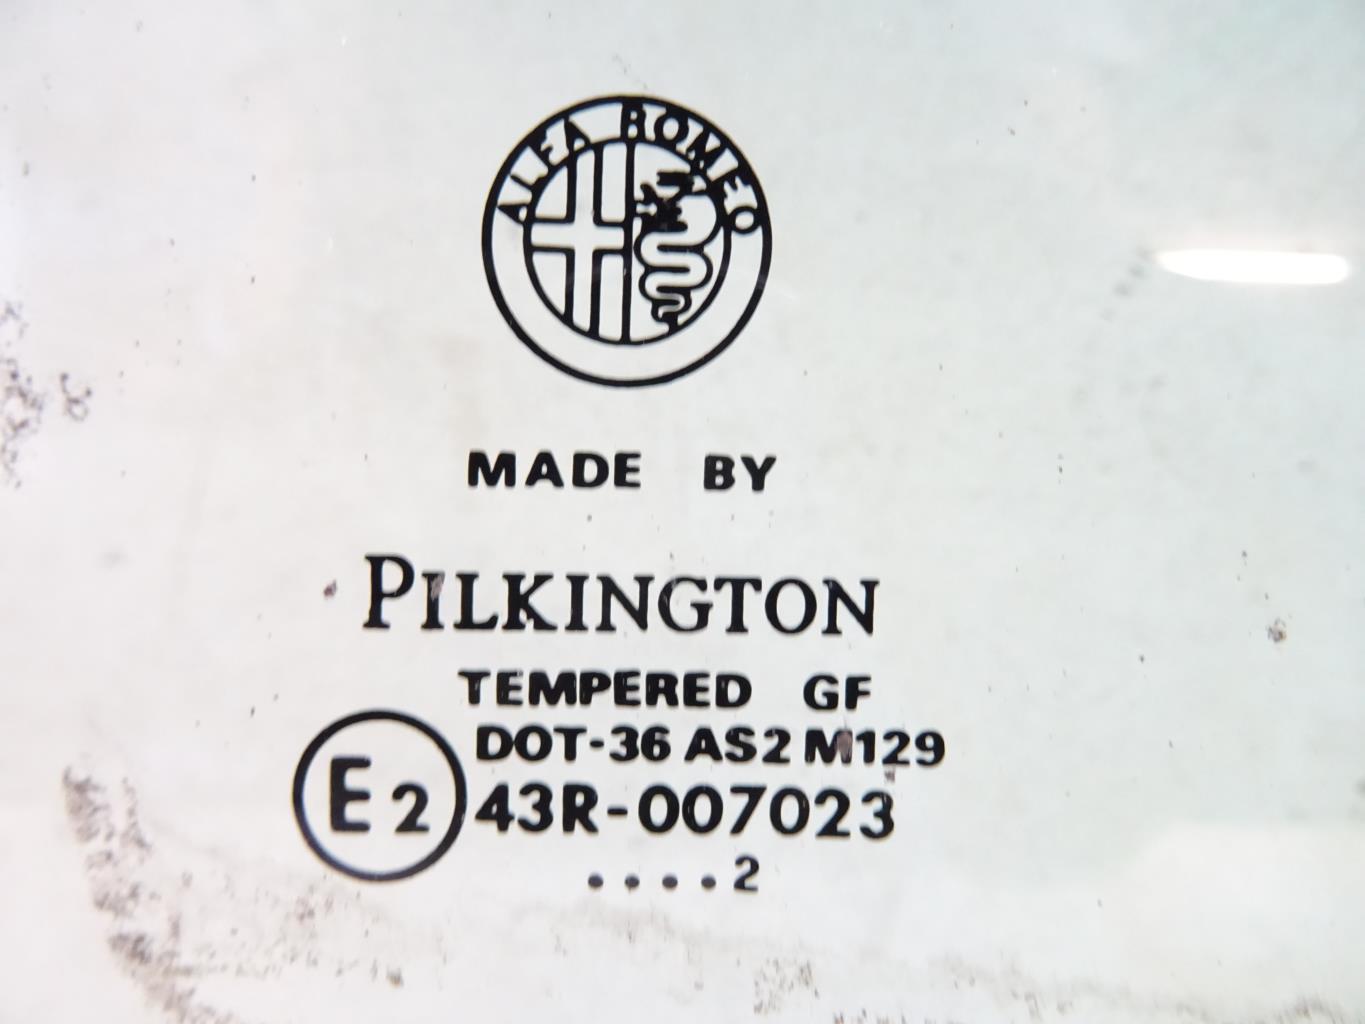 ALFA ROMEO
MADE BY
PILKINGTON
TEMPERED GF
DOT-36 AS2 M129
E2 43R-007023
....2